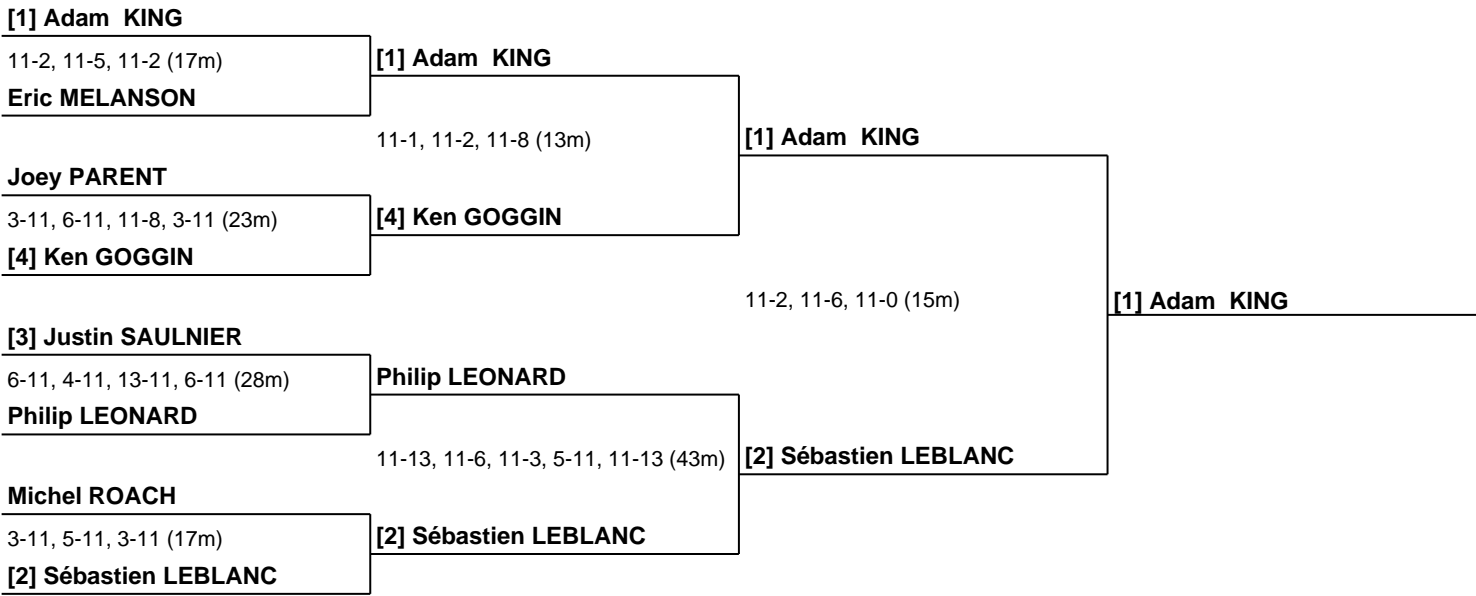 [1] Adam  KING
11-2, 11-5, 11-2 (17m)
Eric MELANSON
Joey PARENT
3-11, 6-11, 11-8, 3-11 (23m)
[4] Ken GOGGIN
[3] Justin SAULNIER
6-11, 4-11, 13-11, 6-11 (28m)
Philip LEONARD
Michel ROACH
3-11, 5-11, 3-11 (17m)
[2] Sébastien LEBLANC
[1] Adam  KING
11-1, 11-2, 11-8 (13m)
[4] Ken GOGGIN
Philip LEONARD
11-13, 11-6, 11-3, 5-11, 11-13 (43m)
[2] Sébastien LEBLANC
[1] Adam  KING
11-2, 11-6, 11-0 (15m)
[2] Sébastien LEBLANC
[1] Adam  KING